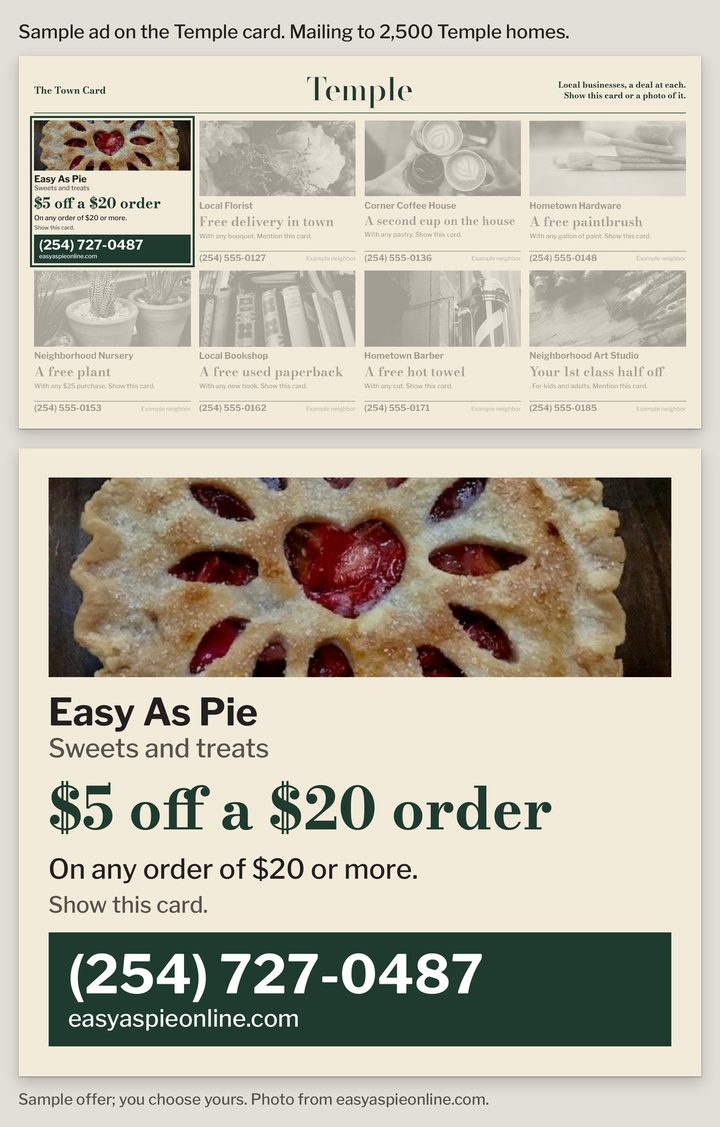 Sample ad on the Temple card. Mailing to 2,500 Temple homes.
The Town Card
Temple
Local businesses, a deal at each.
Show this card or a photo of it.
Easy As Pie
Sweets and treats
$5 off a $20 order
On any order of $20 or more.
Show this card.
(254) 727-0487
easyaspieonline.com
Local Florist
Free delivery in town
With any bouquet. Mention this card.
(254) 555-0127 Example neighbor
Corner Coffee House
A second cup on the house
With any pastry. Show this card.
(254) 555-0136 Example neighbor
Hometown Hardware
A free paintbrush
With any gallon of paint. Show this card.
(254) 555-0148 Example neighbor
Neighborhood Nursery
A free plant
With any $25 purchase. Show this card.
(254) 555-0153 Example neighbor
Local Bookshop
A free used paperback
With any new book. Show this card.
(254) 555-0162 Example neighbor
Hometown Barber
A free hot towel
With any cut. Show this card.
(254) 555-0171 Example neighbor
Neighborhood Art Studio
Your 1st class half off
For kids and adults. Mention this card.
(254) 555-0185 Example neighbor
Easy As Pie
Sweets and treats
$5 off a $20 order
On any order of $20 or more.
Show this card.
(254) 727-0487
easyaspieonline.com
Sample offer; you choose yours. Photo from easyaspieonline.com.